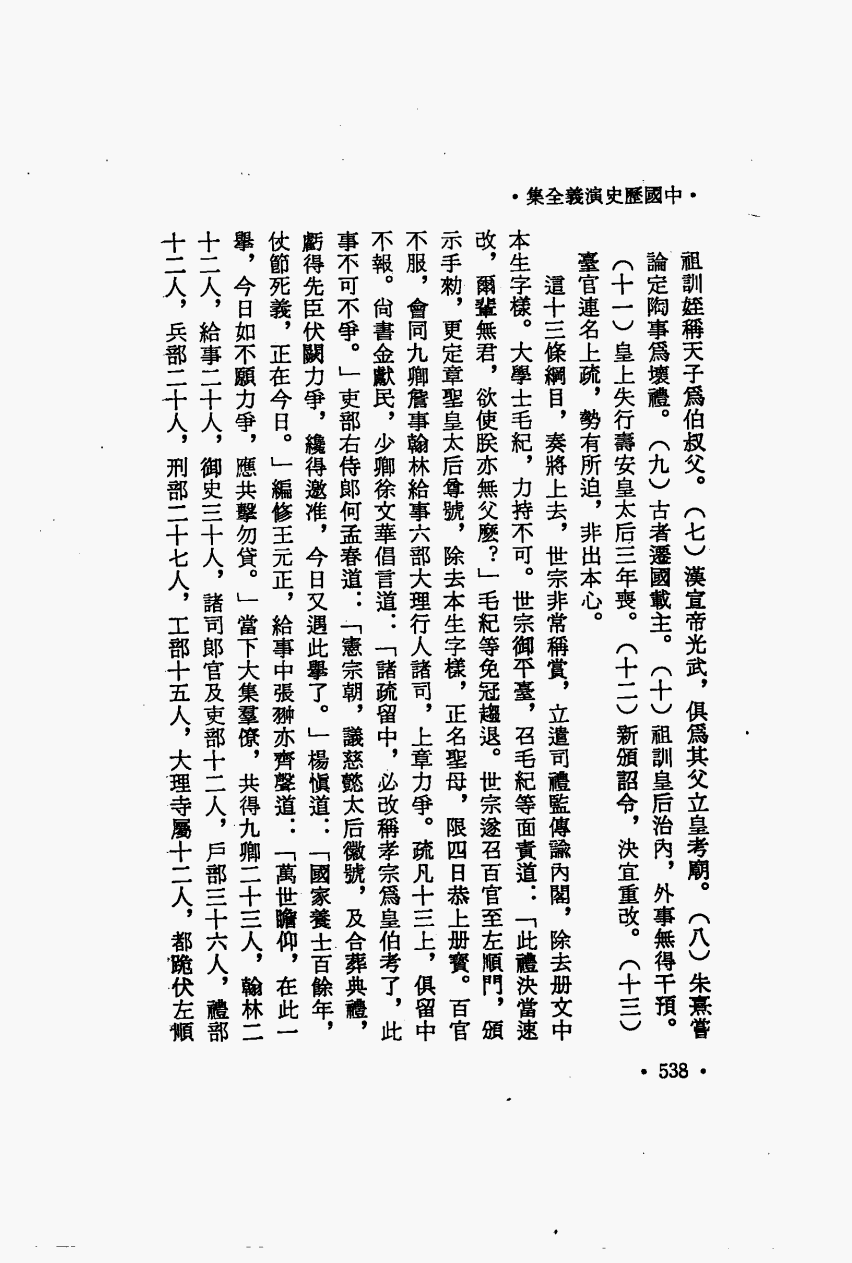 ·中國歷史演義全集·
祖訓姪稱天子爲伯叔父。（七）漢宣帝光武，俱爲其父立皇考廟。（八）朱熹嘗
論定陶事爲壞禮。（九）古者遷國載主。（十）祖訓皇后治內，外事無得干預。
（十一）皇上失行壽安皇太后三年喪。（十二）新頒詔令，決宜重改。（十三）
臺官連名上疏，勢有所迫，非出本心。
這十三條綱目，奏將上去，世宗非常稱賞，立遣司禮監傳諭內閣，除去册文中
本生字樣。大學士毛紀，力持不可。世宗御平臺，召毛紀等面責道：「此禮決當速
改，爾輩無君，欲使朕亦無父麽？」毛紀等免冠趨退。世宗遂召百官至左順門，頒
示手勅，更定章聖皇太后尊號，除去本生字樣，正名聖母，限四日恭上册寶。百官
不服，會同九卿詹事翰林給事六部大理行人諸司，上章力爭。疏凡十三上，俱留中
不報。尙書金獻民，少卿徐文華倡言道：「諸疏留中，必改稱孝宗爲皇伯考了，此
事不可不爭。」吏部右侍郎何孟春道：「憲宗朝，議慈懿太后徽號，及合葬典禮，
虧得先臣伏闕力爭，纔得邀准，今日又遇此擧了。」楊愼道：「國家養士百餘年，
仗節死義，正在今日。」編修王元正，給事中張翀亦齊聲道：「萬世瞻仰，在此一
擧，今日如不願力爭，應共擊勿貸。」當下大集羣僚，共得九卿二十三人，翰林二
十二人，給事二十人，御史三十人，諸司郎官及吏部十二人，戶部三十六人，禮部
十二人，兵部二十人，刑部二十七人，工部十五人，大理寺屬十二人，都跪伏左順
· 538 ·